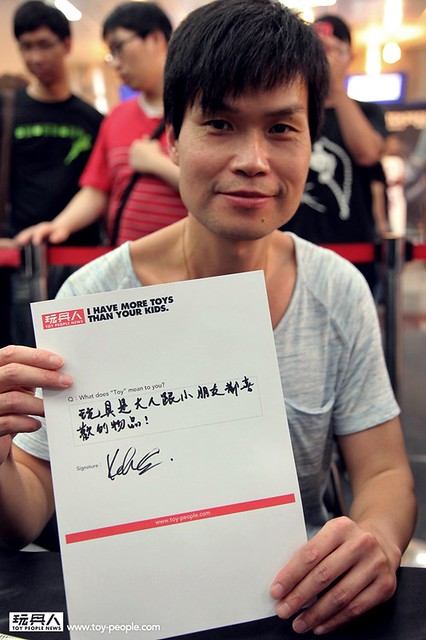 玩具人
TOY PEOPLE NEWS
I HAVE MORE TOYS
THAN YOUR KIDS.
Q : What does "Toy" mean to you?
玩具是大人跟小朋友都喜
歡的物品！
Signature
www.toy-people.com
玩具人
TOY PEOPLE NEWS
www.toy-people.com